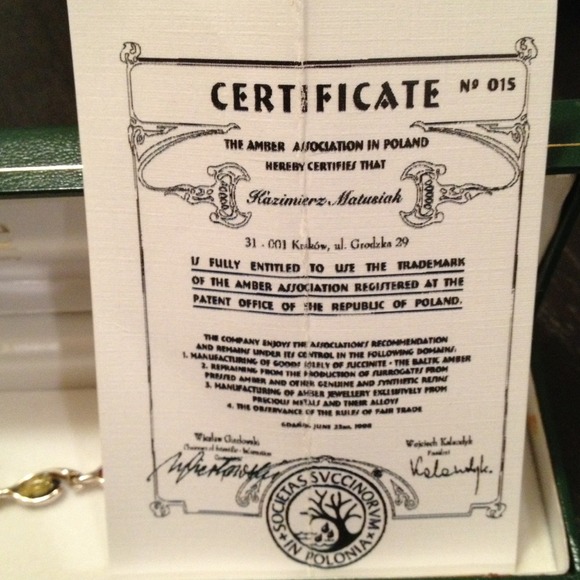 CERTIFICATE
Nº 015
THE AMBER ASSOCIATION IN POLAND
HEREBY CERTIFIES THAT
Kazimierz Matusiak
31 - 001 Kraków, ul. Grodzka 29
IS FULLY ENTITLED TO USE THE TRADEMARK
OF THE AMBER ASSOCIATION REGISTERED AT THE
PATENT OFFICE OF THE REPUBLIC OF POLAND.
THE COMPANY ENJOYS THE ASSOCIATION'S RECOMMENDATION
AND REMAINS UNDER ITS CONTROL IN THE FOLLOWING DOMAINS:
1. MANUFACTURING OF GOODS SOLELY OF SUCCINITE - THE BALTIC AMBER
2. REFRAINING FROM THE PRODUCTION OF SURROGATES FROM
PRESSED AMBER AND OTHER GENUINE AND SYNTHETIC RESINS
3. MANUFACTURING OF AMBER JEWELLERY EXCLUSIVELY FROM
PRECIOUS METALS AND THEIR ALLOYS
4. THE OBSERVANCE OF THE RULES OF FAIR TRADE
GDAŃSK, JUNE
Wiesław Gierłowski
Wojciech Kalandyk
President
Kalandyk.
SOCIETAS SVCCINORVM
IN POLONIA